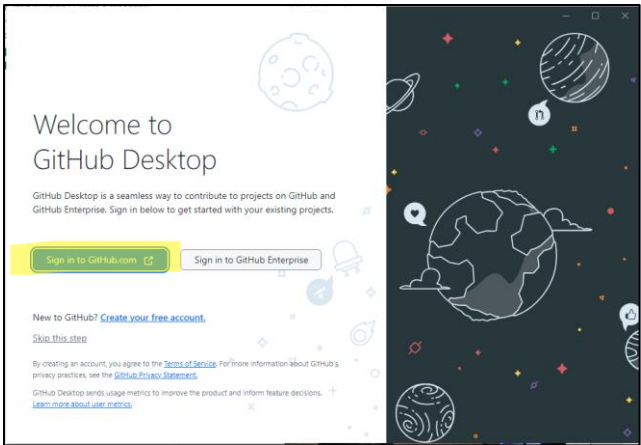 Welcome to
GitHub Desktop
GitHub Desktop is a seamless way to contribute to projects on GitHub and
GitHub Enterprise. Sign in below to get started with your existing projects.
Sign in to GitHub.com
Sign in to GitHub Enterprise
New to GitHub? Create your free account.
Skip this step
By creating an account, you agree to the Terms of Service. For more information about GitHub's
privacy practices, see the GitHub Privacy Statement.
GitHub Desktop sends usage metrics to improve the product and inform feature decisions.
Learn more about user metrics.